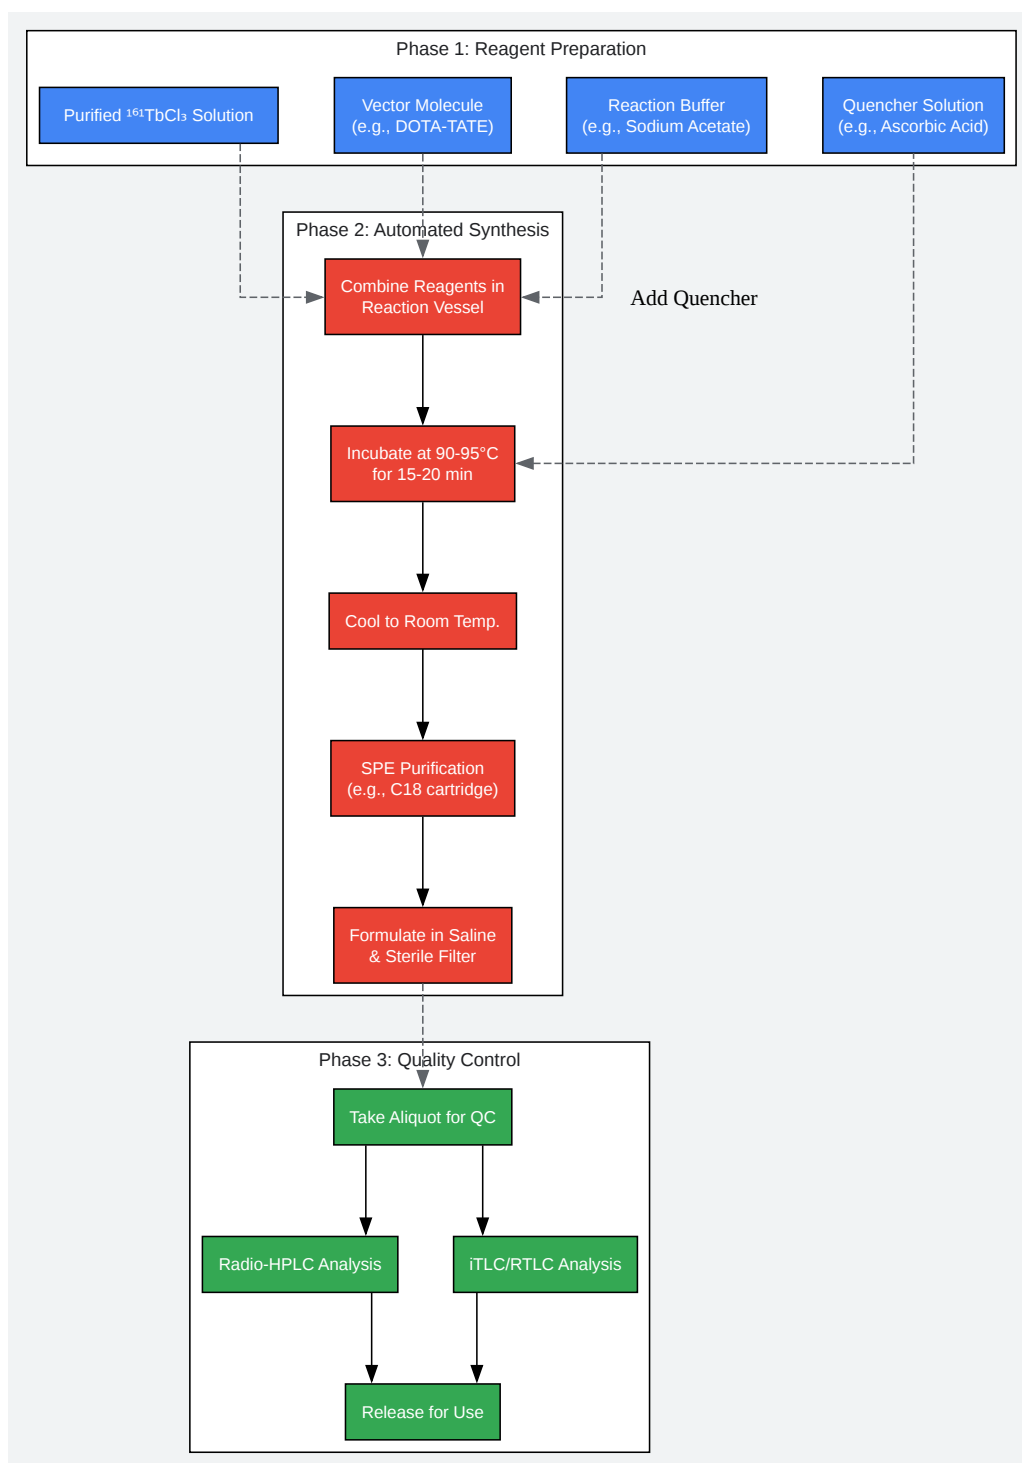 Phase 1: Reagent Preparation
Purified ¹⁶¹TbCl₃ Solution
Vector Molecule
(e.g., DOTA-TATE)
Reaction Buffer
(e.g., Sodium Acetate)
Quencher Solution
(e.g., Ascorbic Acid)
Phase 2: Automated Synthesis
Combine Reagents in
Reaction Vessel
Add Quencher
Incubate at 90-95°C
for 15-20 min
Cool to Room Temp.
SPE Purification
(e.g., C18 cartridge)
Formulate in Saline
& Sterile Filter
Phase 3: Quality Control
Take Aliquot for QC
Radio-HPLC Analysis
iTLC/RTLC Analysis
Release for Use